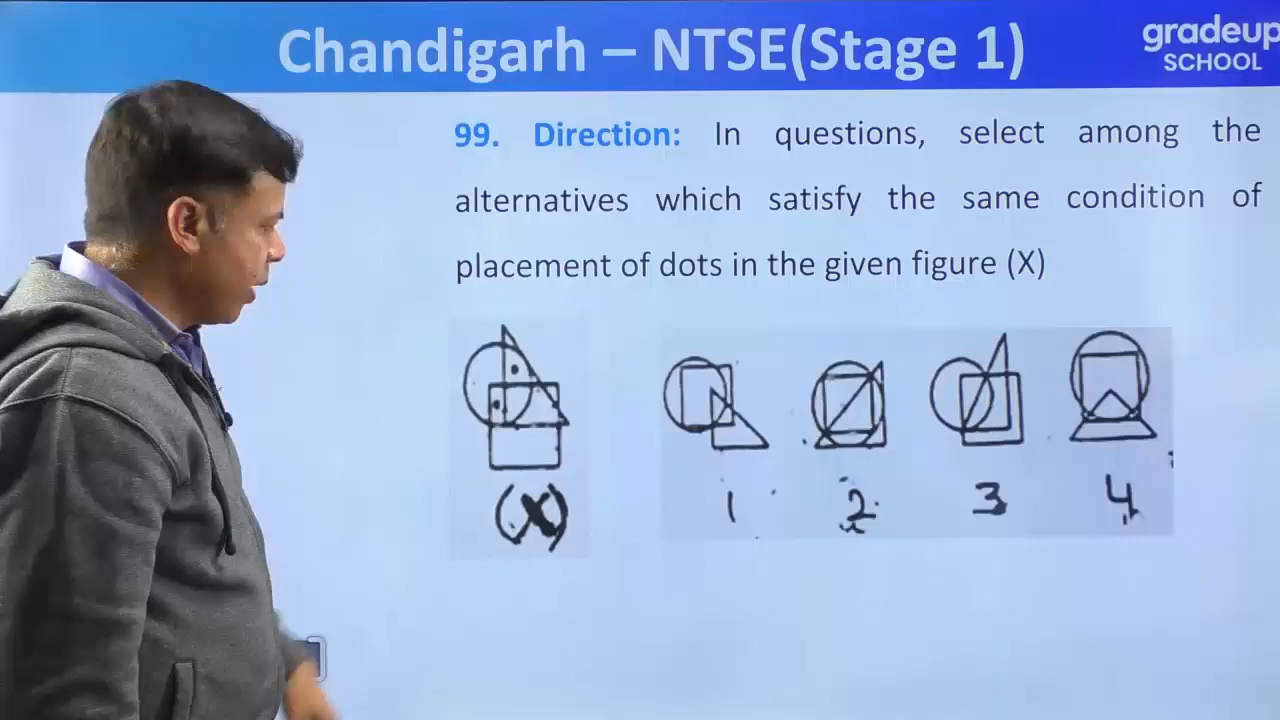 Chandigarh – NTSE(Stage 1)
gradeup
SCHOOL
99. Direction: In questions, select among the
alternatives which satisfy the same condition of
placement of dots in the given figure (X)
(X) 1 2 3 4